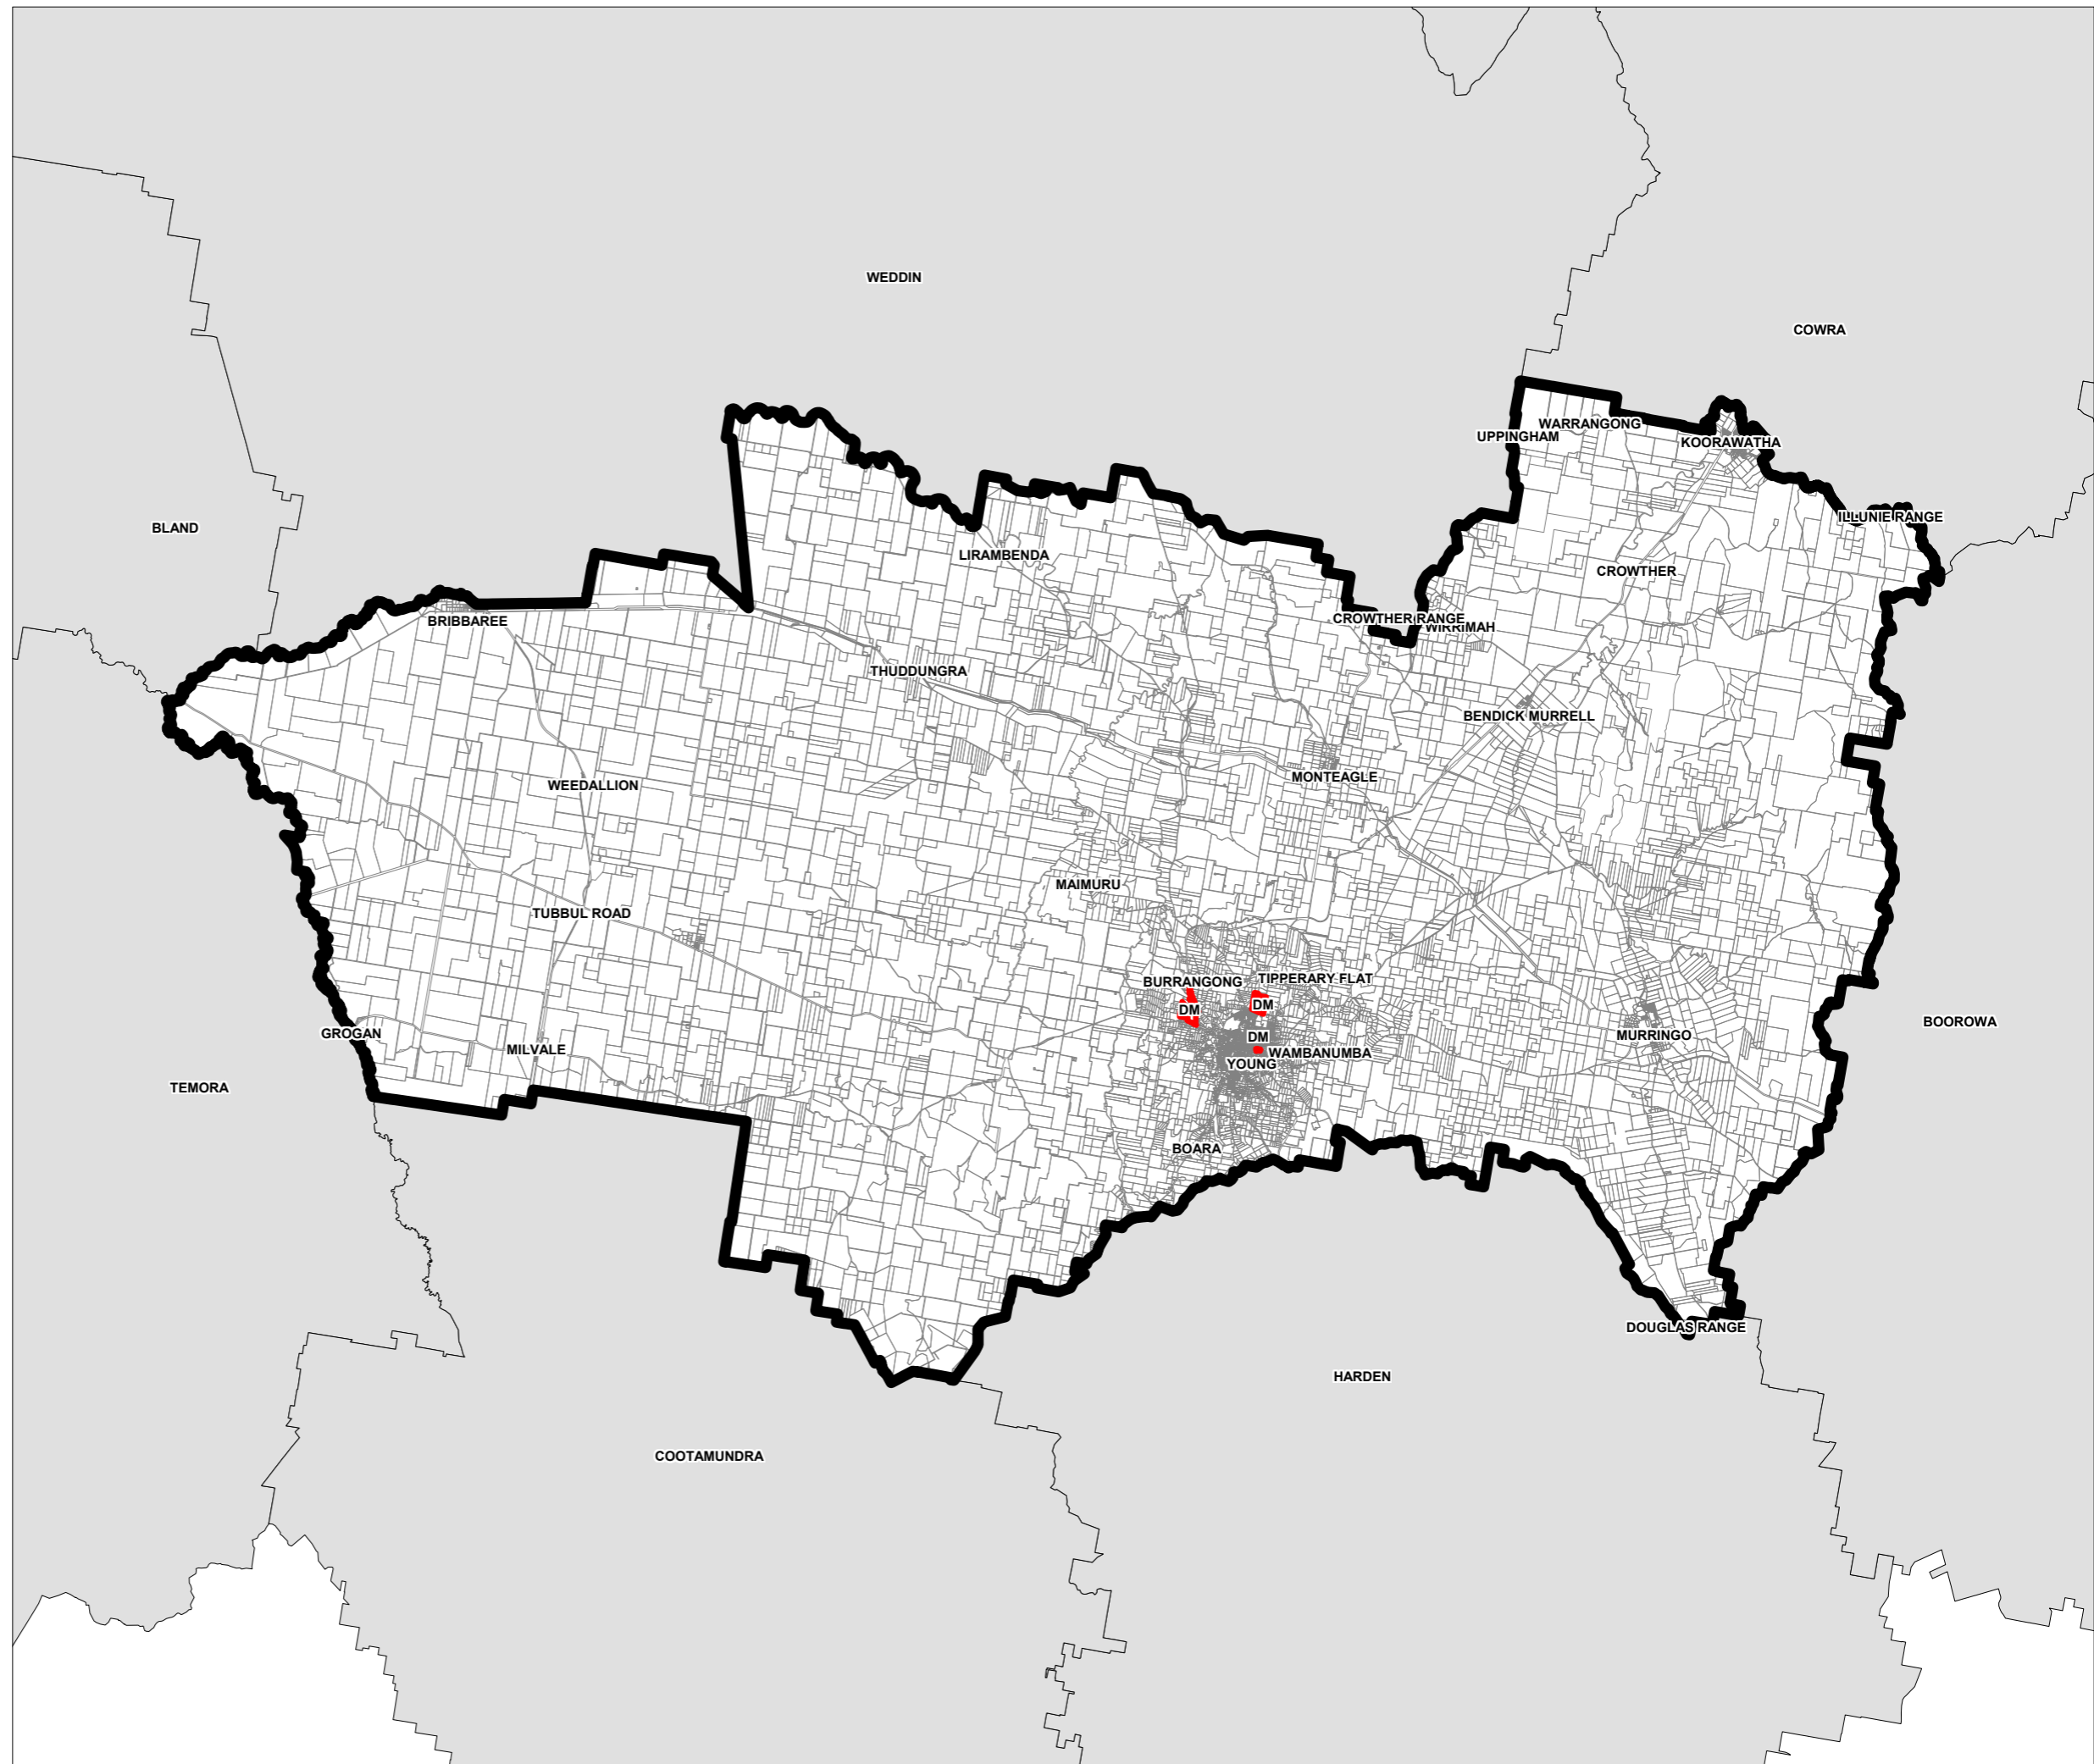 WEDDIN
COWRA
WARRANGONG
UPPINGHAM
KOORAWATHA
ILLUNIE RANGE
BLAND
LIRAMBENDA
CROWTHER
BRIBBAREE
CROWTHER RANGE
WIRRIMAH
THUDDUNGRA
BENDICK MURRELL
MONTEAGLE
WEEDALLION
MAIMURU
TUBBUL ROAD
BURRANGONG
TIPPERARY FLAT
DM
DM
BOOROWA
GROGAN
MURRINGO
DM
MILVALE
WAMBANUMBA
YOUNG
TEMORA
BOARA
DOUGLAS RANGE
HARDEN
COOTAMUNDRA